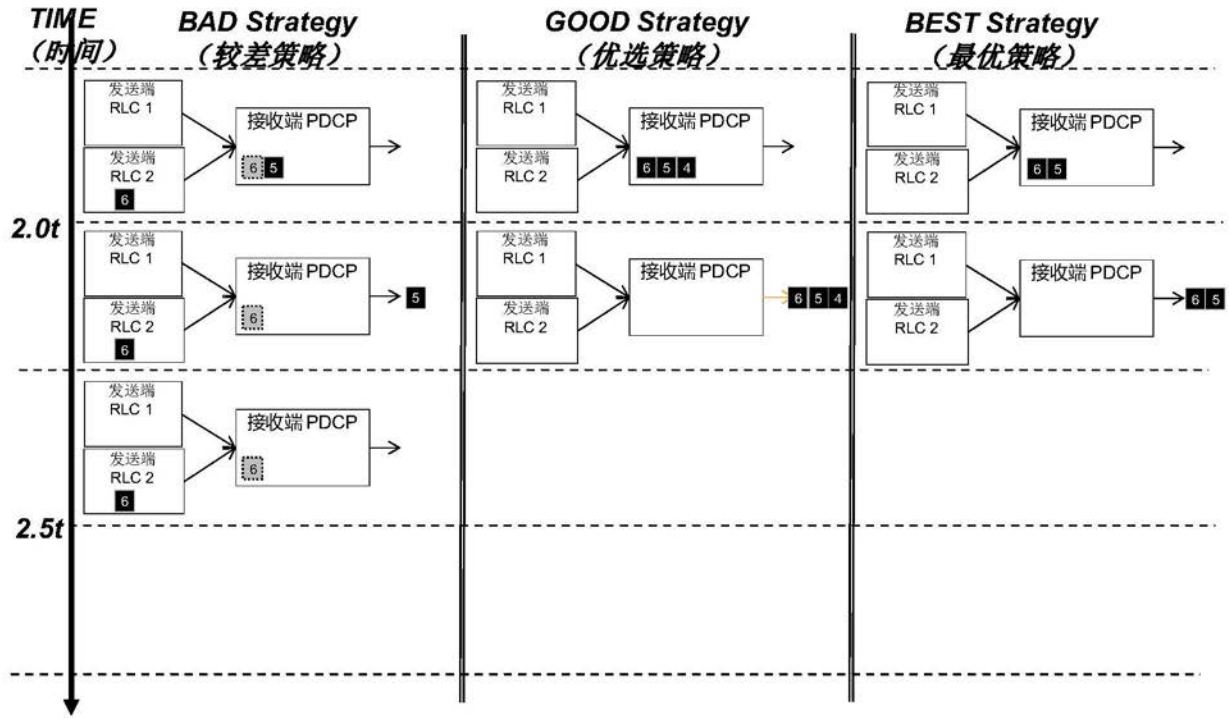 TIME
（时间）
BAD Strategy
（较差策略）
GOOD Strategy
（优选策略）
BEST Strategy
（最优策略）
发送端
RLC 1
发送端
RLC 2
6
接收端 PDCP
6 5
发送端
RLC 1
发送端
RLC 2
接收端 PDCP
6 5 4
发送端
RLC 1
发送端
RLC 2
接收端 PDCP
6 5
2.0t
发送端
RLC 1
发送端
RLC 2
6
接收端 PDCP
6
5
发送端
RLC 1
发送端
RLC 2
接收端 PDCP
6 5 4
发送端
RLC 1
发送端
RLC 2
接收端 PDCP
6 5
发送端
RLC 1
发送端
RLC 2
6
接收端 PDCP
6
2.5t